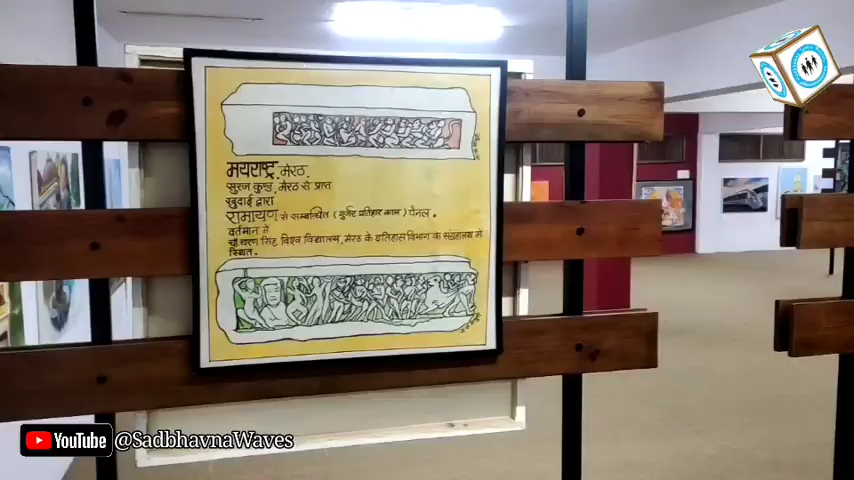 मयराष्ट्र, मेरठ.
सुरज कुण्ड, मेरठ से प्राप्त
खुदाई द्वारा
रामायण से सम्बन्धित (गुर्जर प्रतिहार काल) पैनल.
वर्तमान में
चौ० चरण सिंह विश्व विद्यालय, मेरठ के इतिहास विभाग के संग्रहालय में
स्थित.
YouTube @SadbhavnaWaves